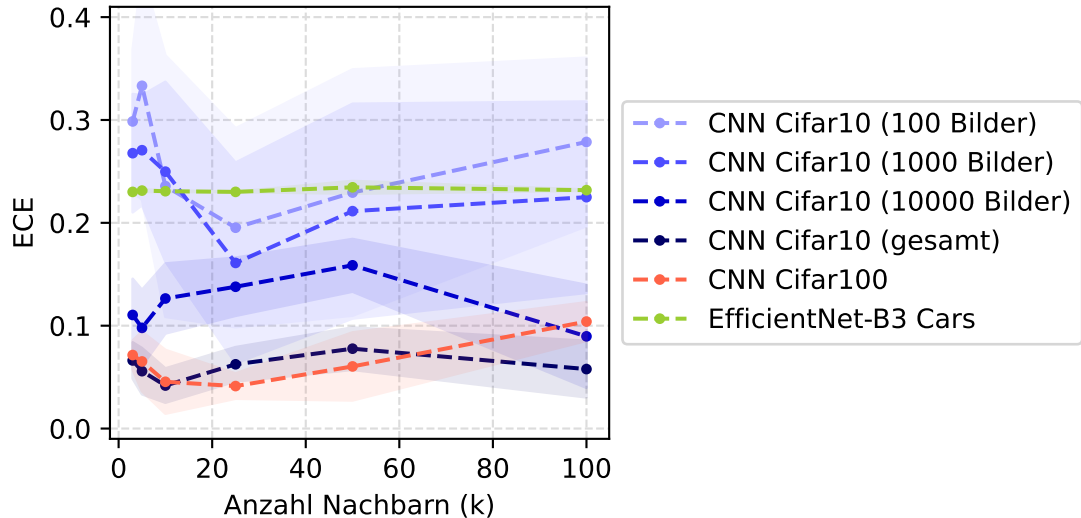 0.4
0.3
0.2
0.1
0.0
ECE
0 20 40 60 80 100
Anzahl Nachbarn (k)
CNN Cifar10 (100 Bilder)
CNN Cifar10 (1000 Bilder)
CNN Cifar10 (10000 Bilder)
CNN Cifar10 (gesamt)
CNN Cifar100
EfficientNet-B3 Cars